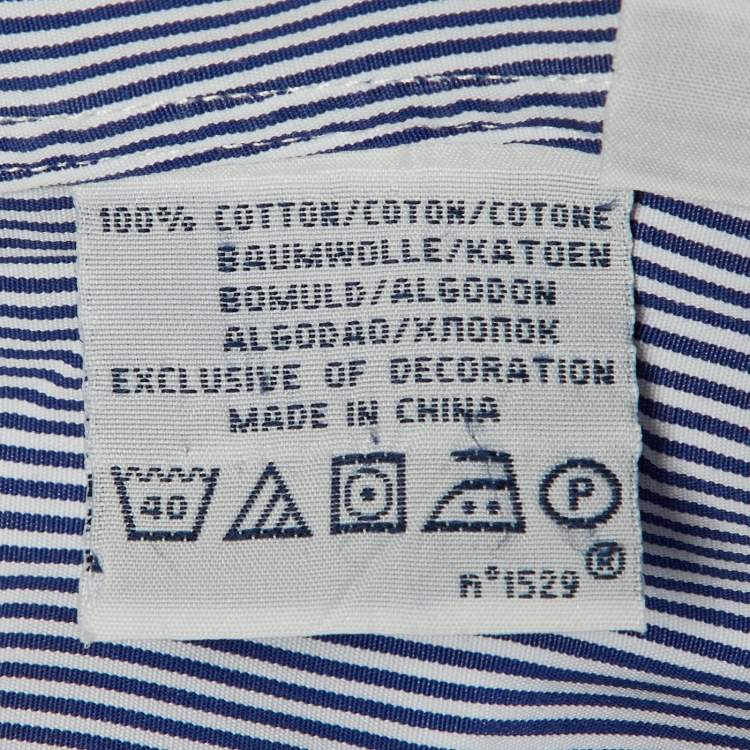 100% COTTON/COTON/COTONE
BAUMWOLLE/KATOEN
BOMULD/ALGODON
ALGODAO/ХЛОПОК
EXCLUSIVE OF DECORATION
MADE IN CHINA
40 P
n°1529®